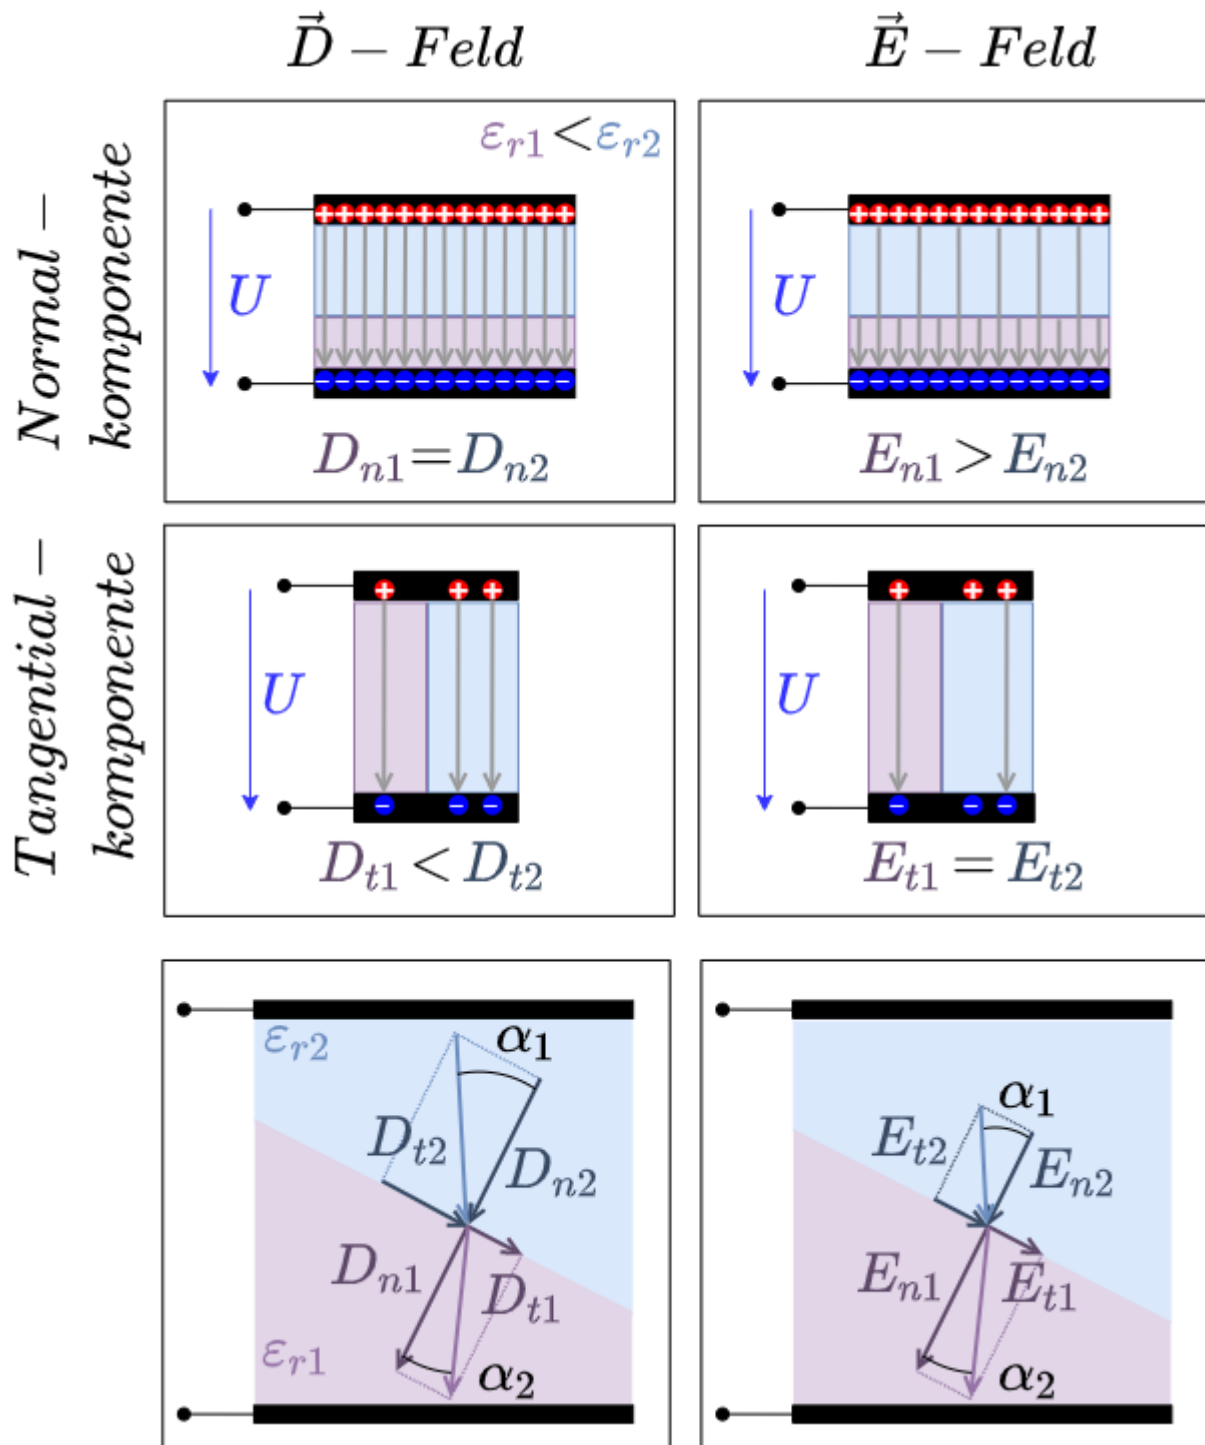 D⃗ − Feld
E⃗ − Feld
Normal −
komponente
εr1 < εr2
U
Dn1 = Dn2
U
En1 > En2
Tangential −
komponente
U
Dt1 < Dt2
U
Et1 = Et2
εr2
α1
Dt2
Dn2
Dn1
Dt1
εr1
α2
α1
Et2
En2
En1
Et1
α2